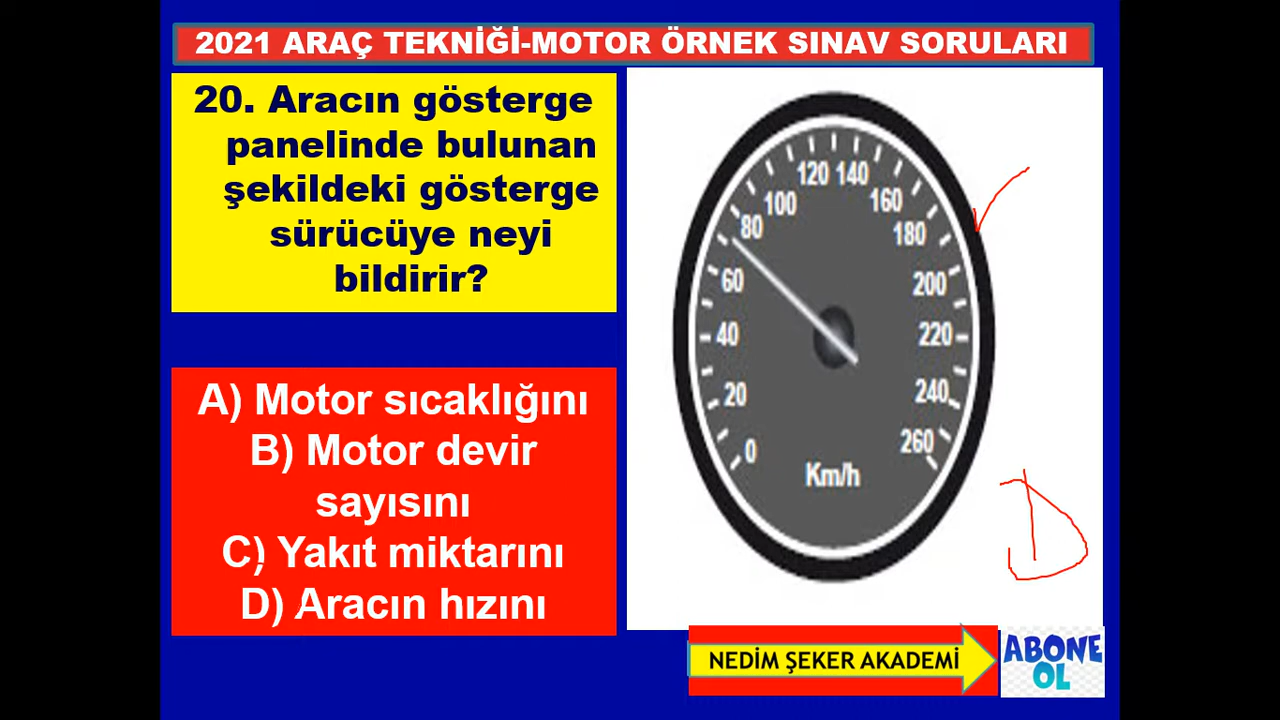 2021 ARAÇ TEKNİĞİ-MOTOR ÖRNEK SINAV SORULARI
20. Aracın gösterge
panelinde bulunan
şekildeki gösterge
sürücüye neyi
bildirir?
A) Motor sıcaklığını
B) Motor devir
sayısını
C) Yakıt miktarını
D) Aracın hızını
0
20
40
60
80
100
120
140
160
180
200
220
240
260
Km/h
D
NEDİM ŞEKER AKADEMİ
ABONE
OL